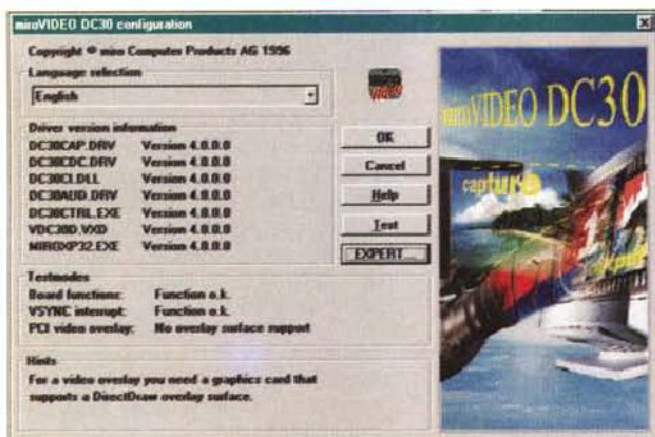 miroVIDEO DC30 configuration
Copyright © miro Computer Products AG 1996
Language selection
English
Driver version information
DC30CAP.DRV Version 4.0.0.0
DC30CDC.DRV Version 4.0.0.0
DC30CI.DLL Version 4.0.0.0
DC30AUD.DRV Version 4.0.0.0
DC30CTRL.EXE Version 4.0.0.0
VDC30D.VXD Version 4.0.0.0
MIROXP32.EXE Version 4.0.0.0
Testmodes
Board functions: Function o.k.
VSYNC interrupt: Function o.k.
PCI video overlay: No overlay surface support
Hints
For a video overlay you need a graphics card that
supports a DirectDraw overlay surface.
miro
VIDEO
OK
Cancel
Help
Test
EXPERT...
miroVIDEO DC30
capture